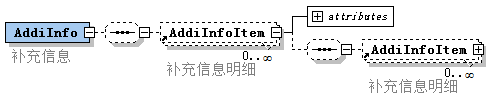 attributes
AddiInfo
AddiInfoItem
AddiInfoItem
补充信息
0..∞
补充信息明细
0..∞
补充信息明细